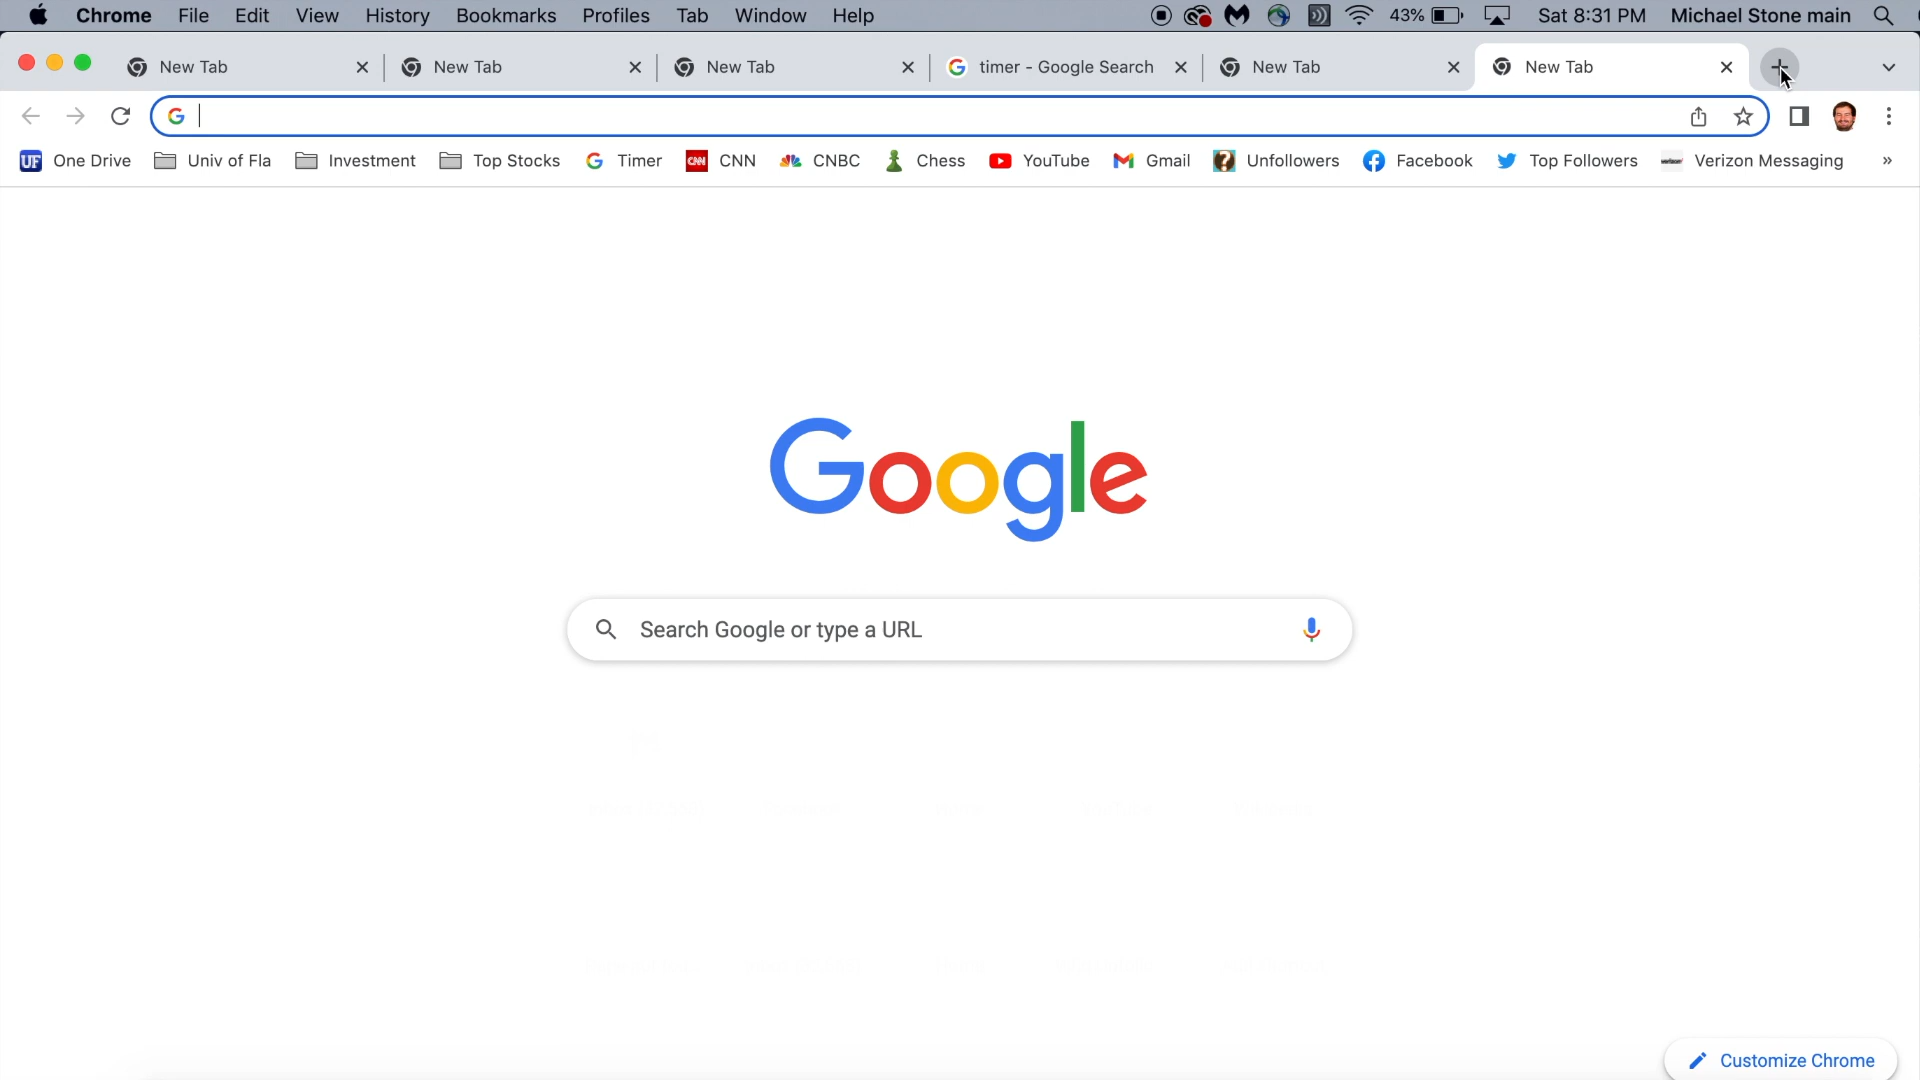 Chrome File Edit View History Bookmarks Profiles Tab Window Help 43% Sat 8:31 PM Michael Stone main
New Tab New Tab New Tab timer - Google Search New Tab New Tab
UF One Drive Univ of Fla Investment Top Stocks Timer CNN CNN CNBC Chess YouTube Gmail Unfollowers Facebook Top Followers Verizon Messaging »
Google
Search Google or type a URL
Customize Chrome